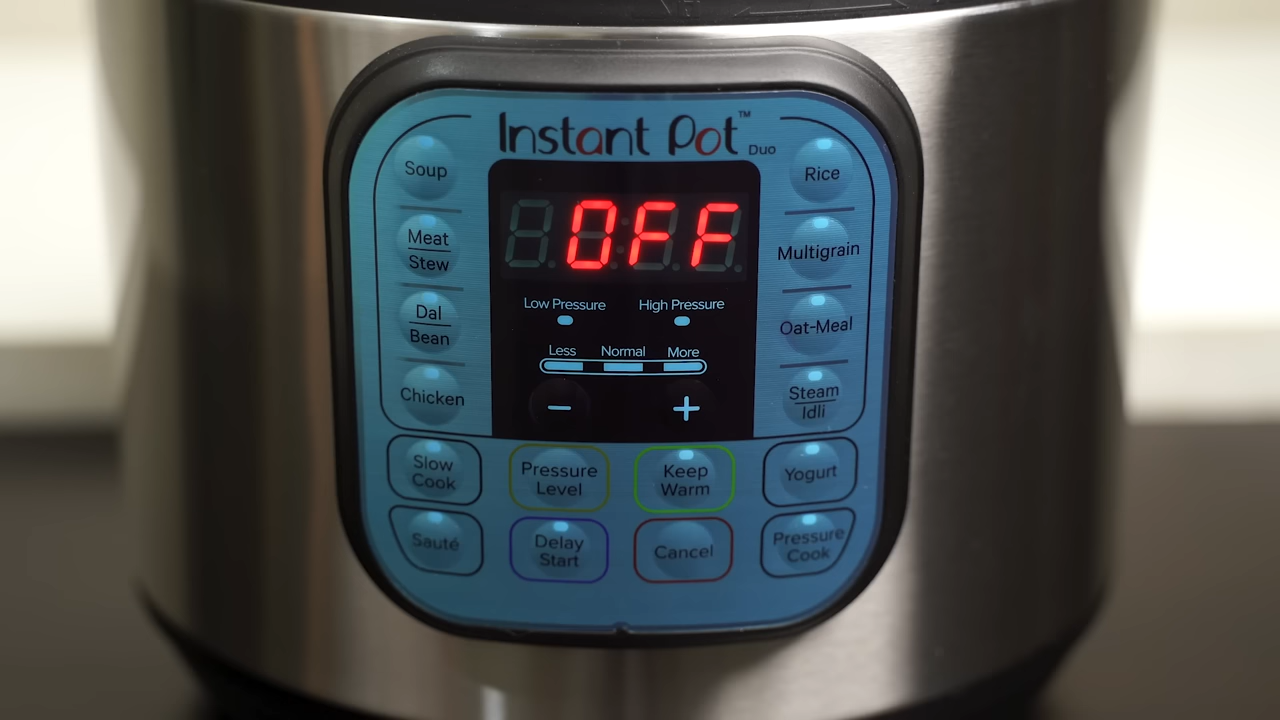 Instant Pot™ Duo
OFF
Soup
Meat
Stew
Dal
Bean
Chicken
Low Pressure High Pressure
Less Normal More
− +
Rice
Multigrain
Oat-Meal
Steam
Idli
Slow
Cook
Pressure
Level
Keep
Warm
Yogurt
Sauté
Delay
Start
Cancel
Pressure
Cook